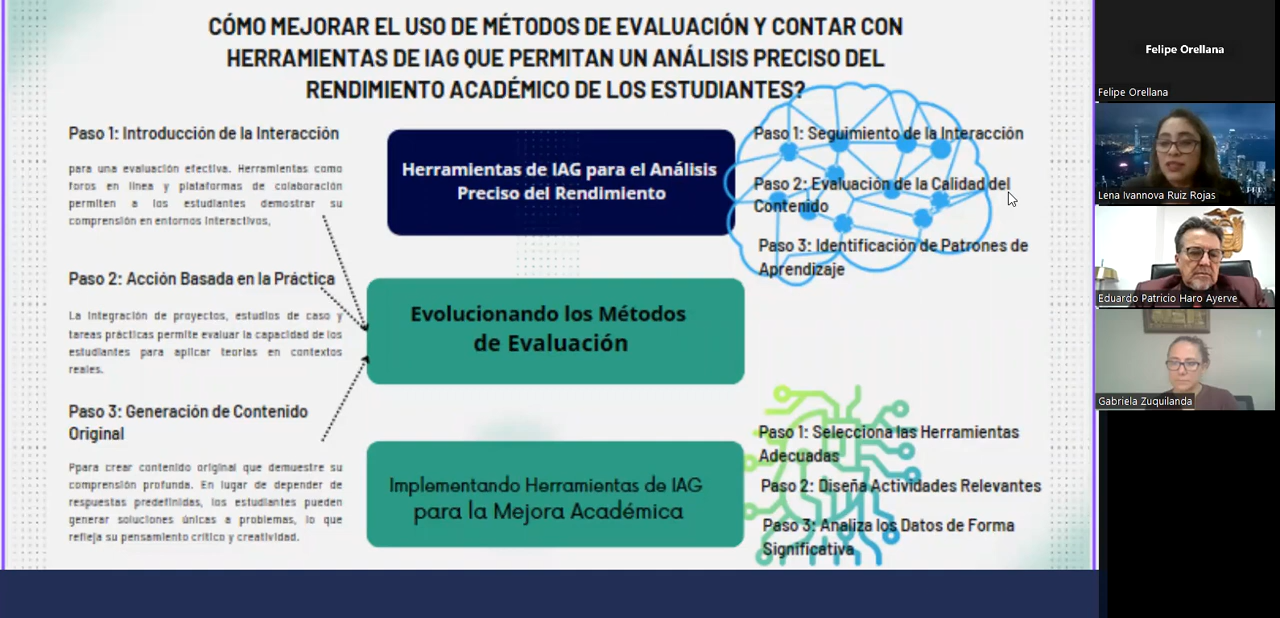 CÓMO MEJORAR EL USO DE MÉTODOS DE EVALUACIÓN Y CONTAR CON
HERRAMIENTAS DE IAG QUE PERMITAN UN ANÁLISIS PRECISO DEL
RENDIMIENTO ACADÉMICO DE LOS ESTUDIANTES?
Paso 1: Introducción de la Interacción
para una evaluación efectiva. Herramientas como
foros en línea y plataformas de colaboración
permiten a los estudiantes demostrar su
comprensión en entornos interactivos,
Paso 2: Acción Basada en la Práctica
La integración de proyectos, estudios de caso y
tareas prácticas permite evaluar la capacidad de los
estudiantes para aplicar teorías en contextos
reales.
Paso 3: Generación de Contenido
Original
Ppara crear contenido original que demuestre su
comprensión profunda. En lugar de depender de
respuestas predefinidas, los estudiantes pueden
generar soluciones únicas a problemas, lo que
refleja su pensamiento crítico y creatividad.
Herramientas de IAG para el Análisis
Preciso del Rendimiento
Evolucionando los Métodos
de Evaluación
Implementando Herramientas de IAG
para la Mejora Académica
Paso 1: Seguimiento de la Interacción
Paso 2: Evaluación de la Calidad del
Contenido
Paso 3: Identificación de Patrones de
Aprendizaje
Paso 1: Selecciona las Herramientas
Adecuadas
Paso 2: Diseña Actividades Relevantes
Paso 3: Analiza los Datos de Forma
Significativa
Felipe Orellana
Felipe Orellana
Lena Ivannova Ruiz Rojas
Eduardo Patricio Haro Ayerve
Gabriela Zuquilanda